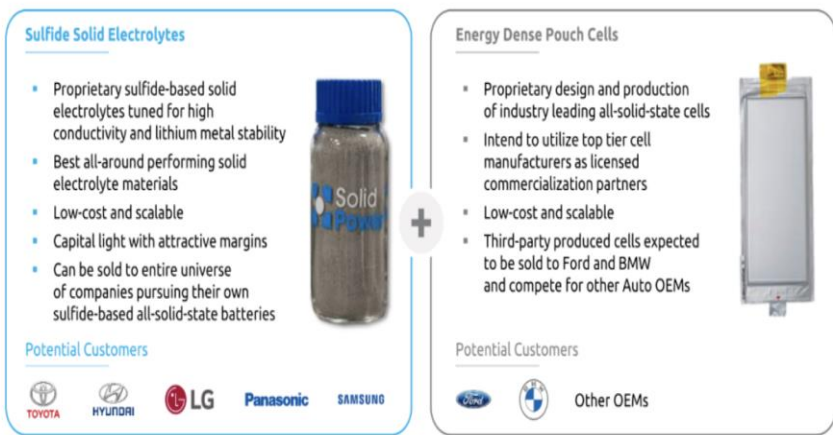 Sulfide Solid Electrolytes
Proprietary sulfide-based solid
electrolytes tuned for high
conductivity and lithium metal stability
Best all-around performing solid
electrolyte materials
Low-cost and scalable
Capital light with attractive margins
Can be sold to entire universe
of companies pursuing their own
sulfide-based all-solid-state batteries
Solid
Power
Potential Customers
TOYOTA
HYUNDAI
LG
Panasonic
SAMSUNG
+
Energy Dense Pouch Cells
Proprietary design and production
of industry leading all-solid-state cells
Intend to utilize top tier cell
manufacturers as licensed
commercialization partners
Low-cost and scalable
Third-party produced cells expected
to be sold to Ford and BMW
and compete for other Auto OEMs
Potential Customers
Ford
BMW
Other OEMs